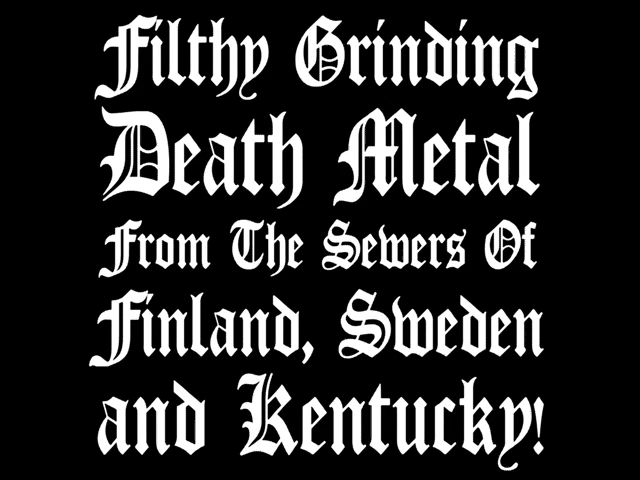 Filthy Grinding
Death Metal
From The Sewers Of
Finland, Sweden
and Kentucky!